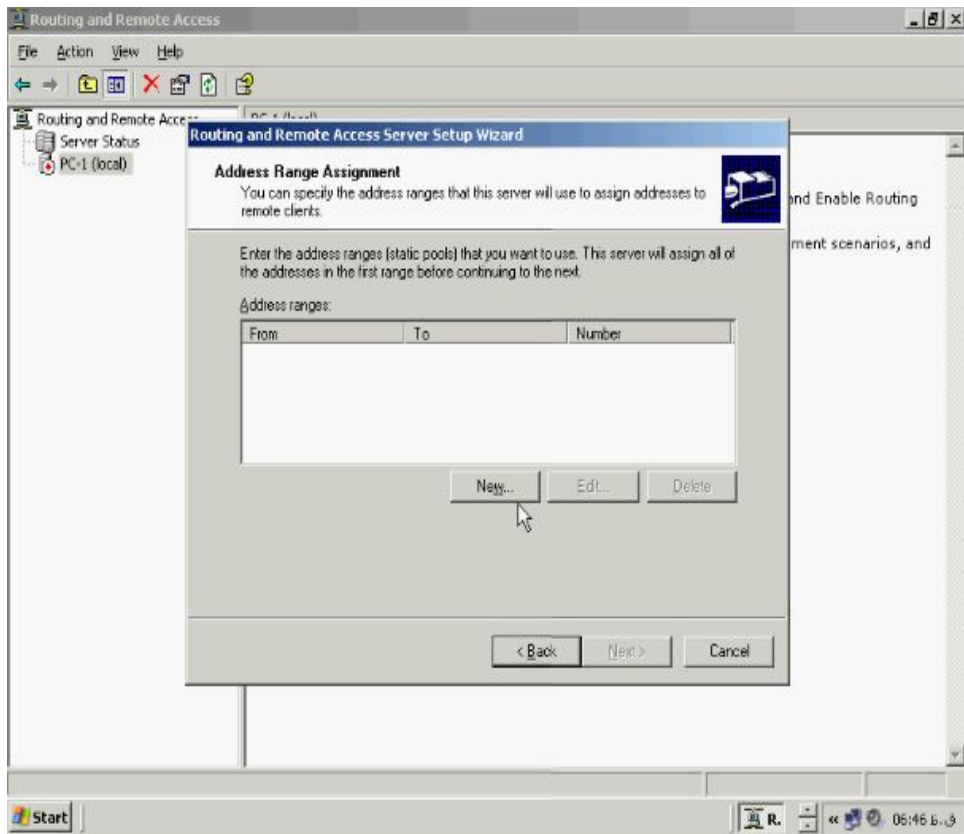 Routing and Remote Access
File Action View Help
Routing and Remote Access
Server Status
PC-1 (local)
PC-1 (local)
Routing and Remote Access Server Setup Wizard
Address Range Assignment
You can specify the address ranges that this server will use to assign addresses to
remote clients.
and Enable Routing
ment scenarios, and
Enter the address ranges (static pools) that you want to use. This server will assign all of
the addresses in the first range before continuing to the next.
Address ranges:
From To Number
New... Edit... Delete
< Back Next > Cancel
Start R. « 06:46 ق.ظ